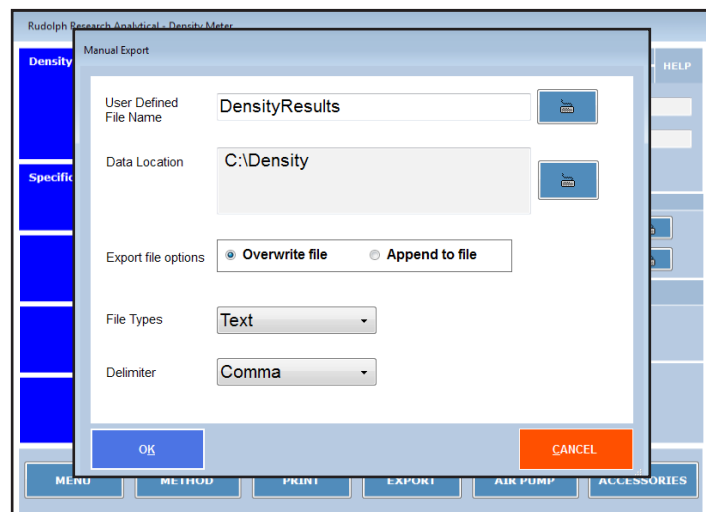 Rudolph Research Analytical - Density Meter
Manual Export
Density
HELP
User Defined
File Name
DensityResults
Data Location
C:\Density
Specific
Export file options
Overwrite file
Append to file
File Types
Text
Delimiter
Comma
OK
CANCEL
MENU
METHOD
PRINT
EXPORT
AIR PUMP
ACCESSORIES